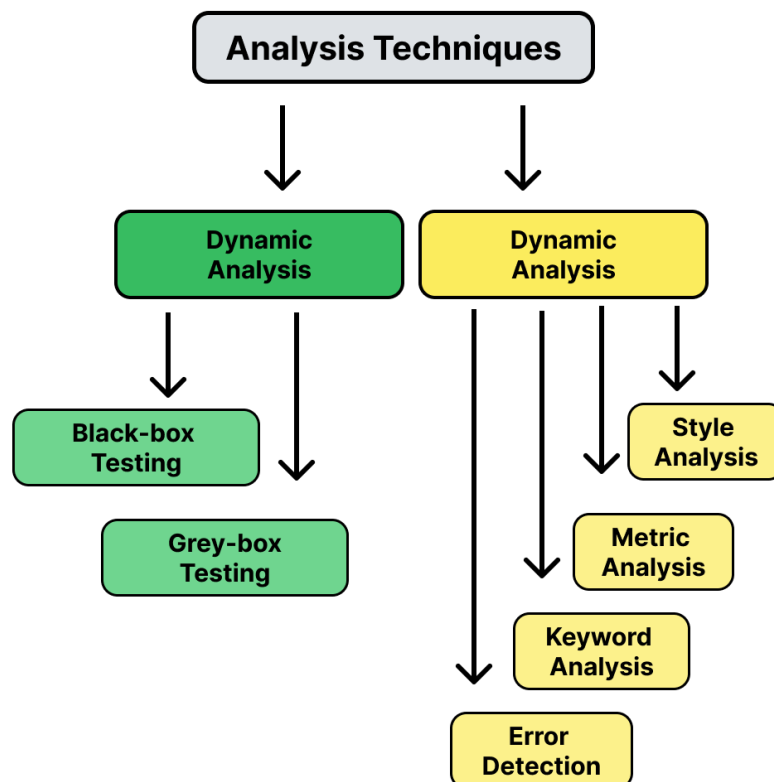 Analysis Techniques
Dynamic
Analysis
Dynamic
Analysis
Black-box
Testing
Grey-box
Testing
Style
Analysis
Metric
Analysis
Keyword
Analysis
Error
Detection